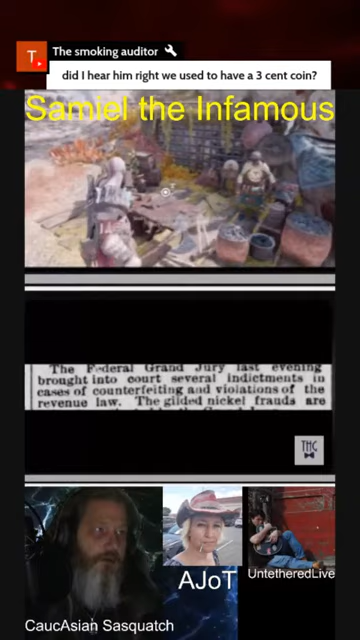 T
The smoking auditor
did I hear him right we used to have a 3 cent coin?
Samiel the Infamous
The Federal Grand Jury last evening
brought into court several indictments in
cases of counterfeiting and violations of the
revenue law. The gilded nickel frauds are
THC
AJoT
UntetheredLive
CaucAsian Sasquatch